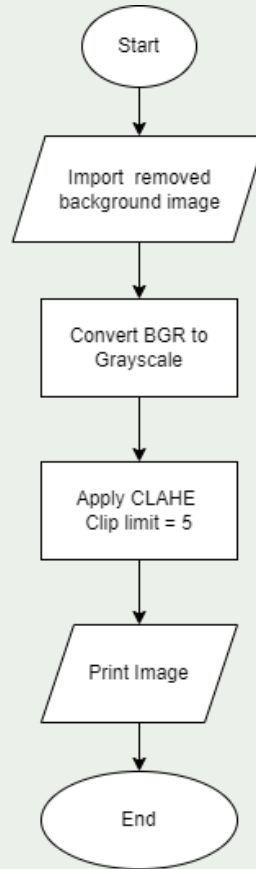 Start
Import removed
background image
Convert BGR to
Grayscale
Apply CLAHE
Clip limit = 5
Print Image
End